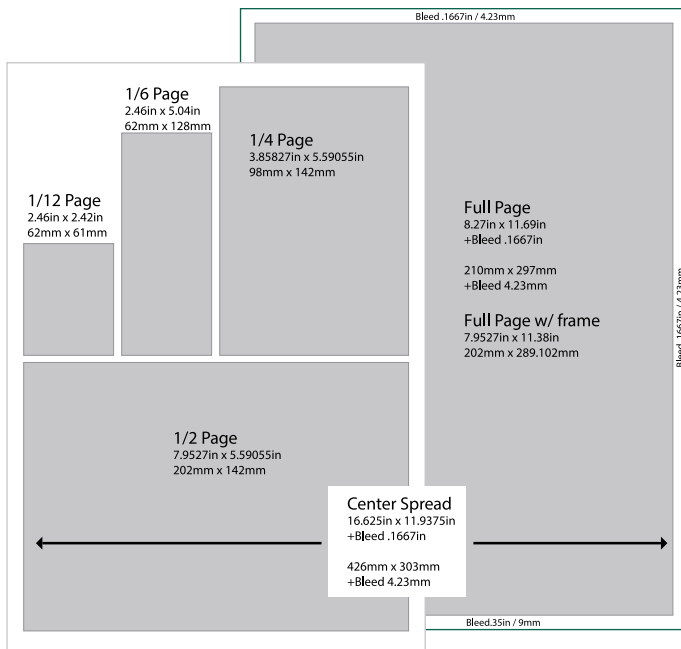 Bleed .1667in / 4.23mm
1/6 Page
2.46in x 5.04in
62mm x 128mm
1/4 Page
3.85827in x 5.59055in
98mm x 142mm
1/12 Page
2.46in x 2.42in
62mm x 61mm
Full Page
8.27in x 11.69in
+Bleed .1667in
210mm x 297mm
+Bleed 4.23mm
Full Page w/ frame
7.9527in x 11.38in
202mm x 289.102mm
Bleed .1667in / 4.23mm
1/2 Page
7.9527in x 5.59055in
202mm x 142mm
Center Spread
16.625in x 11.9375in
+Bleed .1667in
426mm x 303mm
+Bleed 4.23mm
Bleed.35in / 9mm